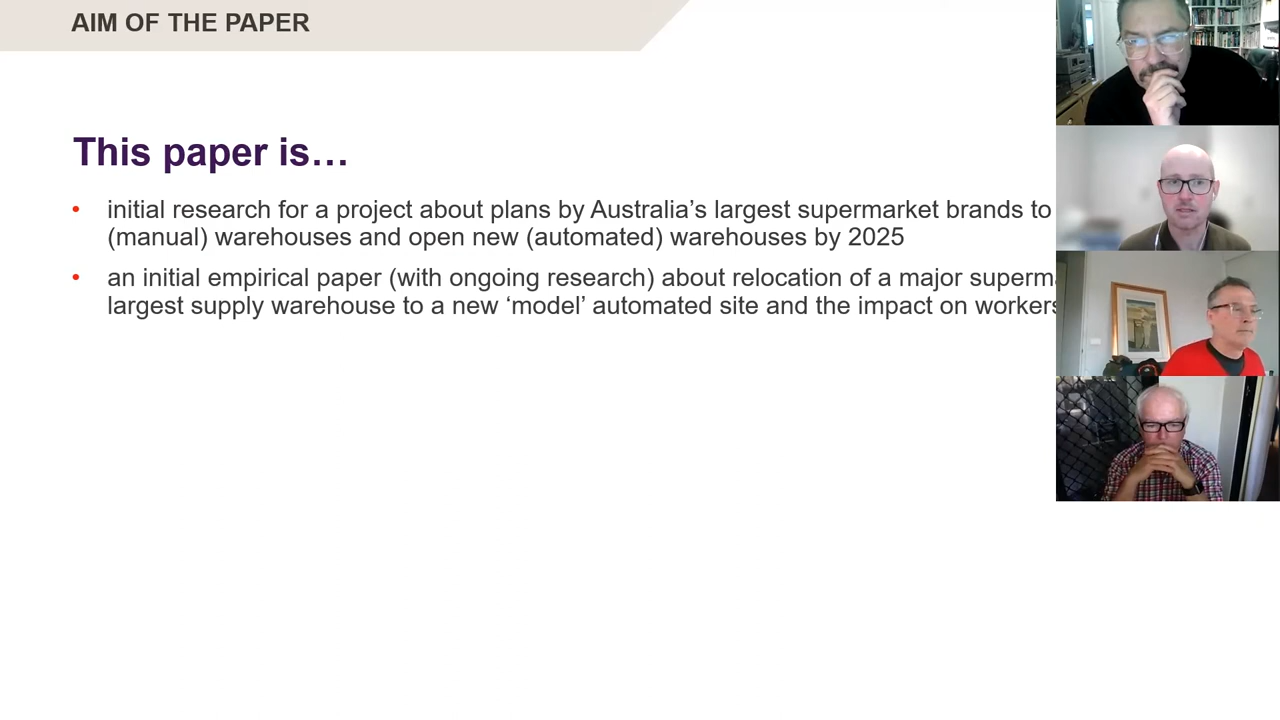 AIM OF THE PAPER
This paper is…
• initial research for a project about plans by Australia’s largest supermarket brands to
(manual) warehouses and open new (automated) warehouses by 2025
• an initial empirical paper (with ongoing research) about relocation of a major
largest supply warehouse to a new ‘model’ automated site and the impact on workers